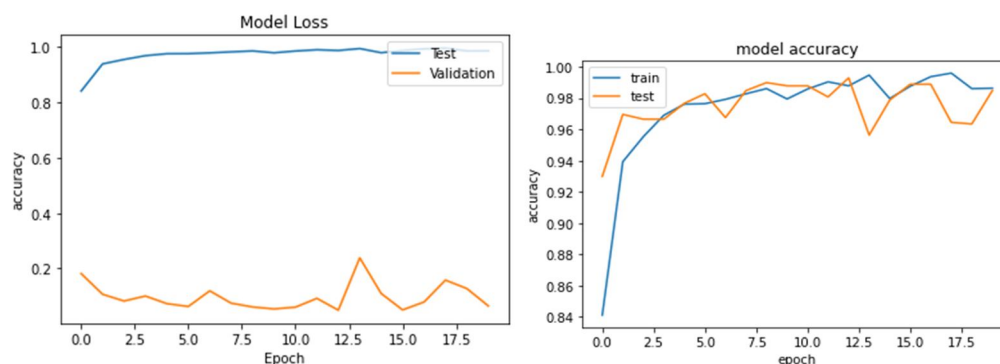 Model Loss
1.0
0.8
0.6
0.4
0.2
accuracy
Test
Validation
0.0 2.5 5.0 7.5 10.0 12.5 15.0 17.5
Epoch
model accuracy
1.00
0.98
0.96
0.94
0.92
0.90
0.88
0.86
0.84
accuracy
train
test
0.0 2.5 5.0 7.5 10.0 12.5 15.0 17.5
epoch